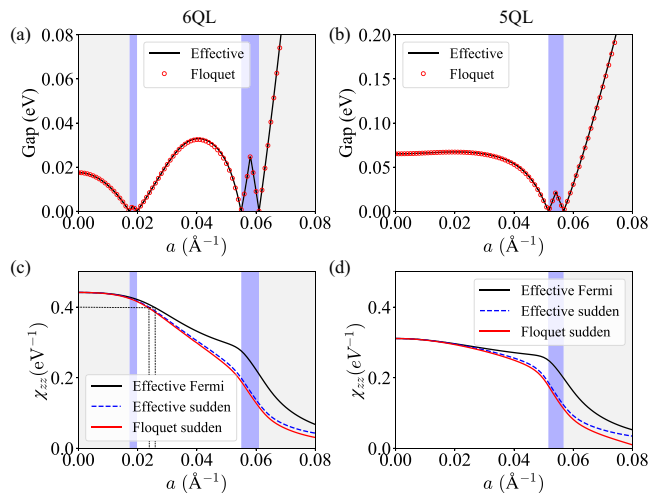 6QL
5QL
(a)
0.08
0.06
0.04
0.02
0.00
Gap (eV)
Effective
Floquet
0.00
0.02
0.04
0.06
0.08
a (Å⁻¹)
(b)
0.20
0.15
0.10
0.05
0.00
Gap (eV)
Effective
Floquet
0.00
0.02
0.04
0.06
0.08
a (Å⁻¹)
(c)
0.4
0.2
0.0
χzz(eV⁻¹)
Effective Fermi
Effective sudden
Floquet sudden
0.00
0.02
0.04
0.06
0.08
a (Å⁻¹)
(d)
0.4
0.2
0.0
χzz(eV⁻¹)
Effective Fermi
Effective sudden
Floquet sudden
0.00
0.02
0.04
0.06
0.08
a (Å⁻¹)